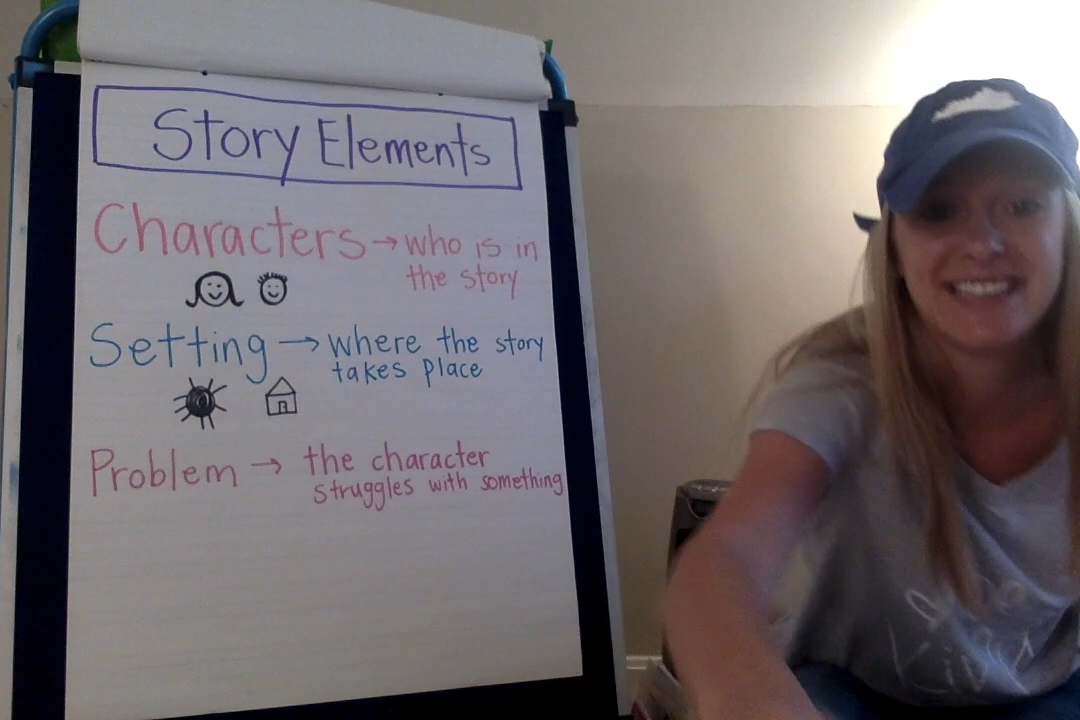 Story Elements
Characters → who is in
the story
Setting → where the story
takes place
Problem → the character
struggles with something